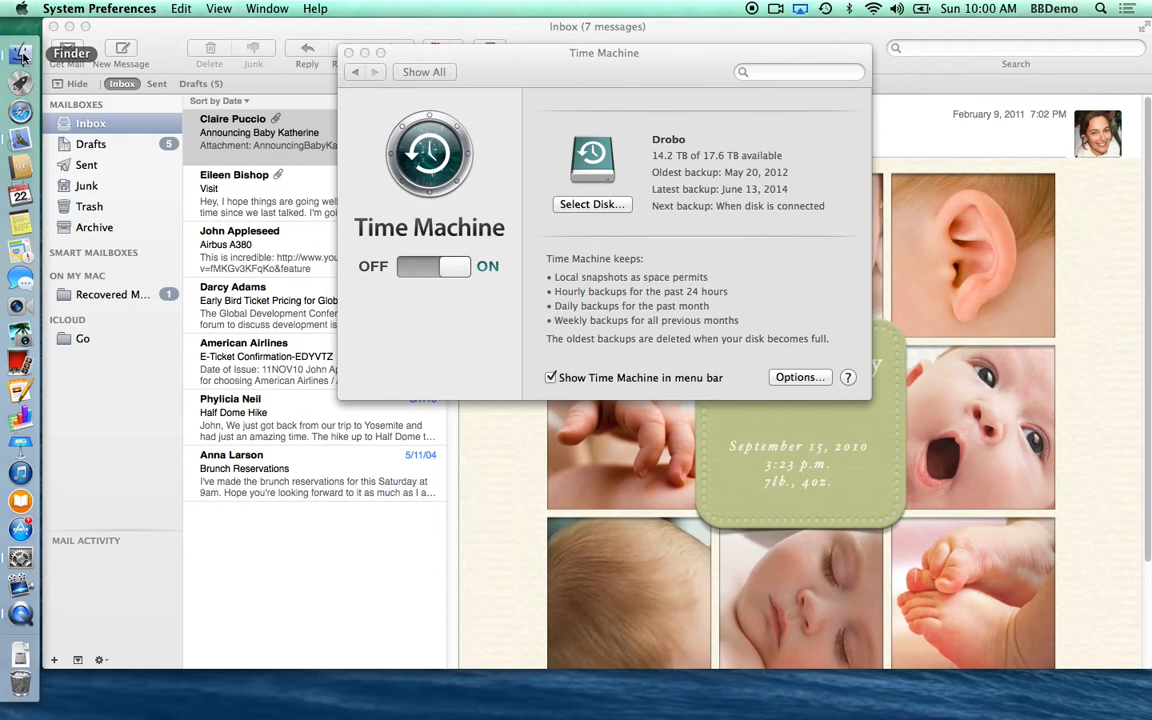 System Preferences Edit View Window Help
Sun 10:00 AM BBDemo
Inbox (7 messages)
Finder
Get Mail New Message Delete Junk Reply
Search
Hide Inbox Sent Drafts (5)
MAILBOXES
Inbox
Drafts 5
Sent
Junk
Trash
Archive
SMART MAILBOXES
ON MY MAC
Recovered M... 1
ICLOUD
Go
MAIL ACTIVITY
Sort by Date
Claire Puccio
Announcing Baby Katherine
Attachment: AnnouncingBabyKa
Eileen Bishop
Visit
Hey, I hope things are going
time since we last talked. I'm go
John Appleseed
Airbus A380
This is incredible: http://www.y
v=fMKGv3KFqKo&feature
Darcy Adams
Early Bird Ticket Pricing for Glob
The Global Development Confe
forum to discuss development is
American Airlines
E-Ticket Confirmation-EDYVTZ
Date of Issue: 11NOV10 John A
for choosing American Airlines /
Phylicia Neil
Half Dome Hike
John, We just got back from our trip to Yosemite and
had just an amazing time. The hike up to Half Dome t...
Anna Larson 5/11/04
Brunch Reservations
I've made the brunch reservations for this Saturday at
9am. Hope you're looking forward to it as much as I a...
Time Machine
Show All
Time Machine
OFF ON
Drobo
14.2 TB of 17.6 TB available
Oldest backup: May 20, 2012
Latest backup: June 13, 2014
Next backup: When disk is connected
Select Disk...
Time Machine keeps:
• Local snapshots as space permits
• Hourly backups for the past 24 hours
• Daily backups for the past month
• Weekly backups for all previous months
The oldest backups are deleted when your disk becomes full.
Show Time Machine in menu bar
Options... ?
February 9, 2011 7:02 PM
September 15, 2010
3:23 p.m.
7lb., 4oz.
22